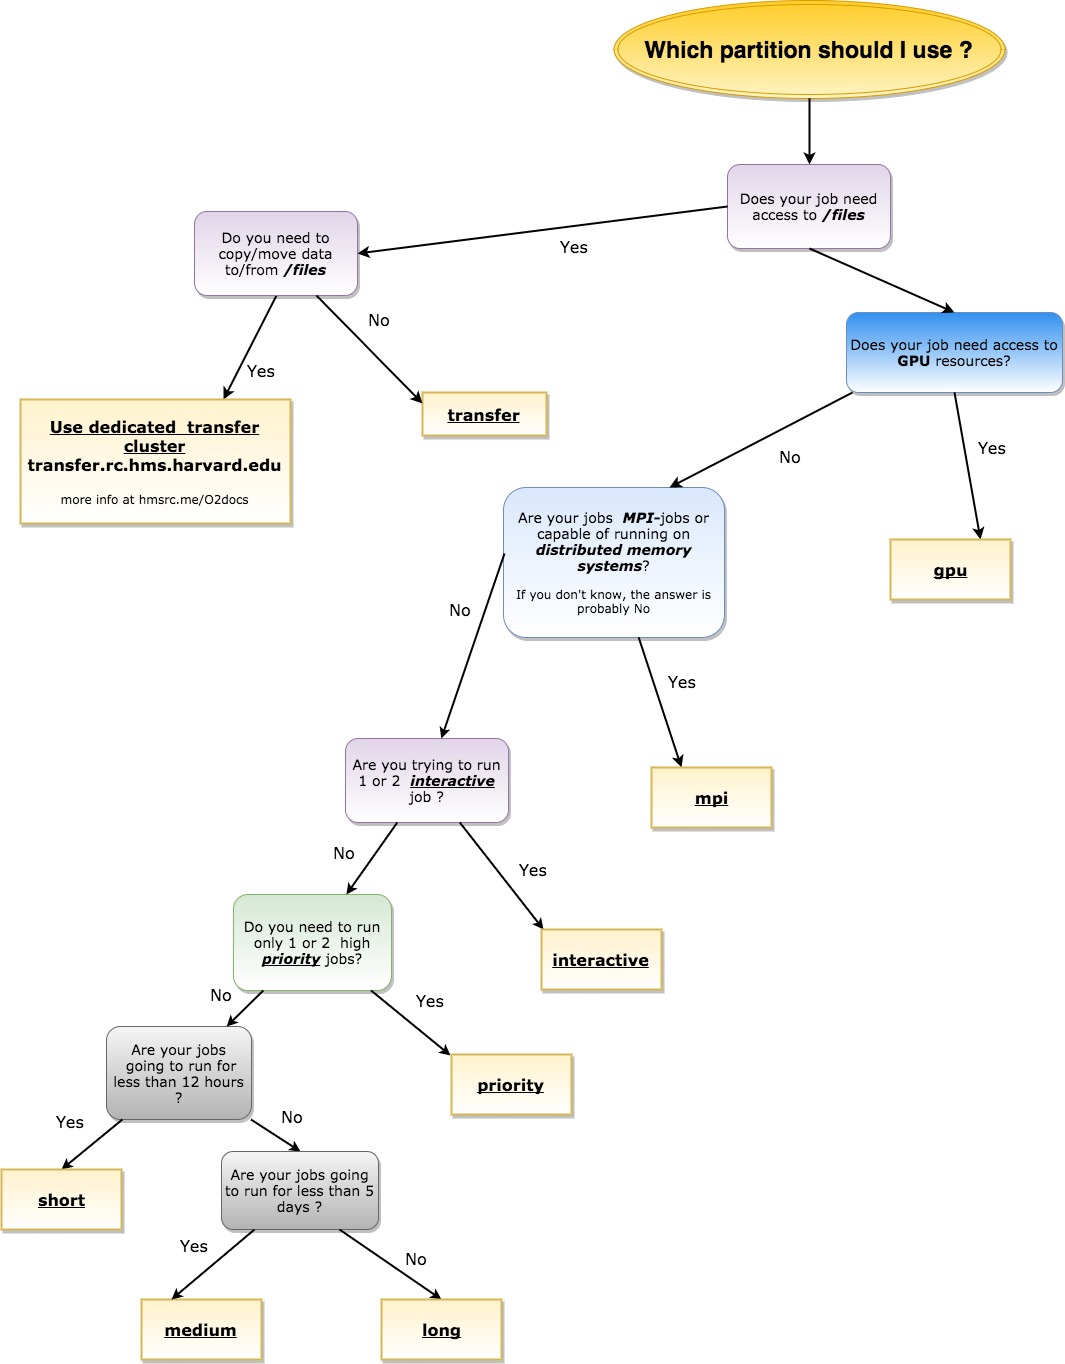 Which partition should I use ?
Does your job need
access to /files
Yes
Do you need to
copy/move data
to/from /files
No
Yes
Use dedicated  transfer
cluster
transfer.rc.hms.harvard.edu
more info at hmsrc.me/O2docs
transfer
Does your job need access to
GPU resources?
No
Yes
gpu
Are your jobs  MPI-jobs or
capable of running on
distributed memory
systems?
If you don't know, the answer is
probably No
No
Yes
mpi
Are you trying to run
1 or 2  interactive
job ?
No
Yes
interactive
Do you need to run
only 1 or 2  high
priority jobs?
No
Yes
priority
Are your jobs
going to run for
less than 12 hours
?
Yes
No
short
Are your jobs going
to run for less than 5
days ?
Yes
No
medium
long